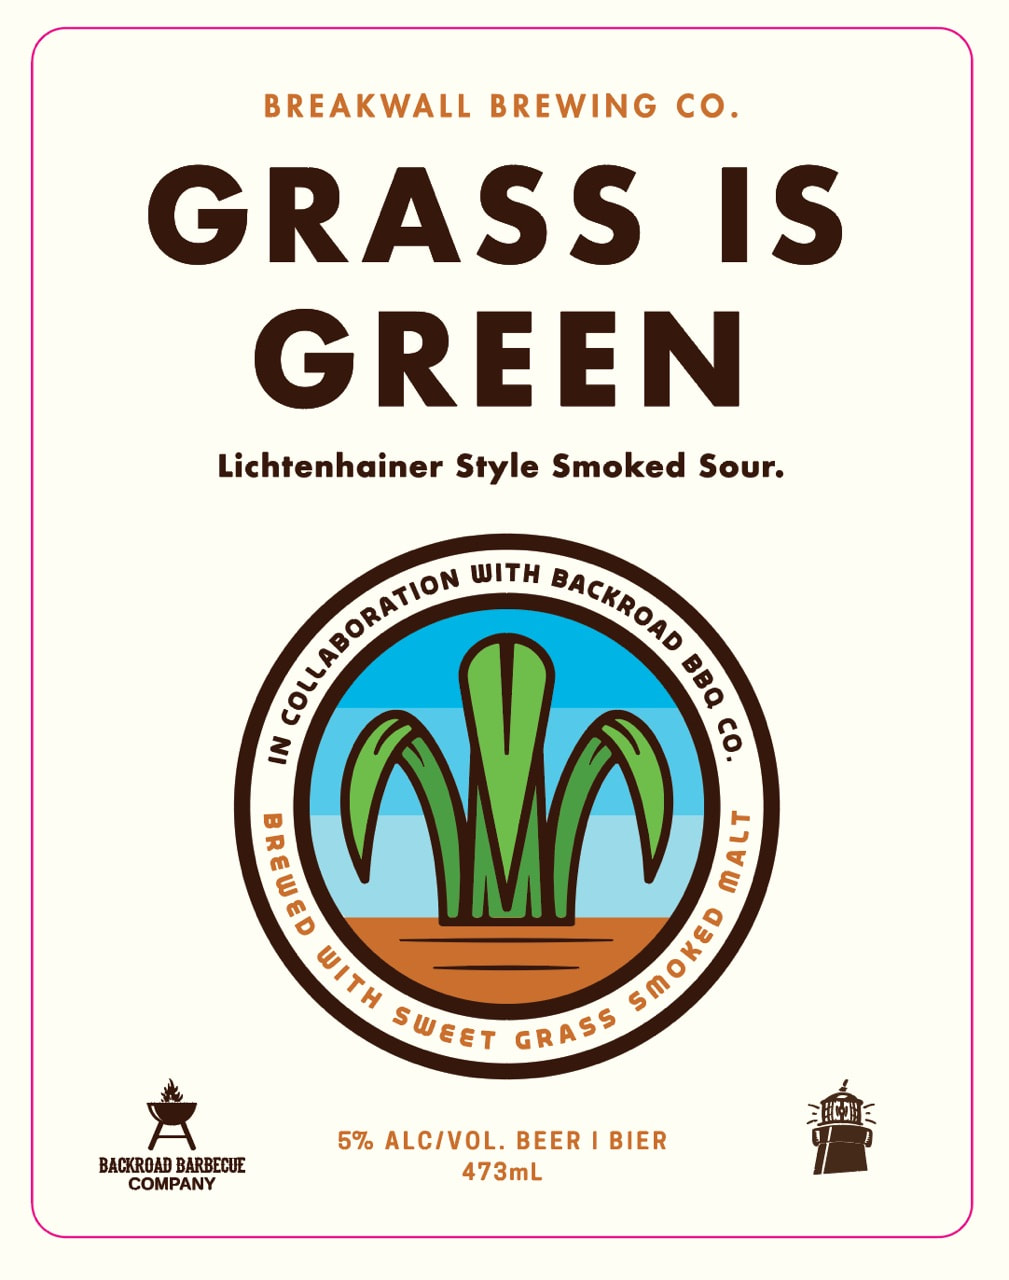 BREAKWALL BREWING CO.
GRASS IS
GREEN
Lichtenhainer Style Smoked Sour.
IN COLLABORATION WITH BACKROAD BBQ CO.
BREWED WITH SWEET GRASS SMOKED MALT
BACKROAD BARBECUE
COMPANY
5% ALC/VOL. BEER | BIER
473mL